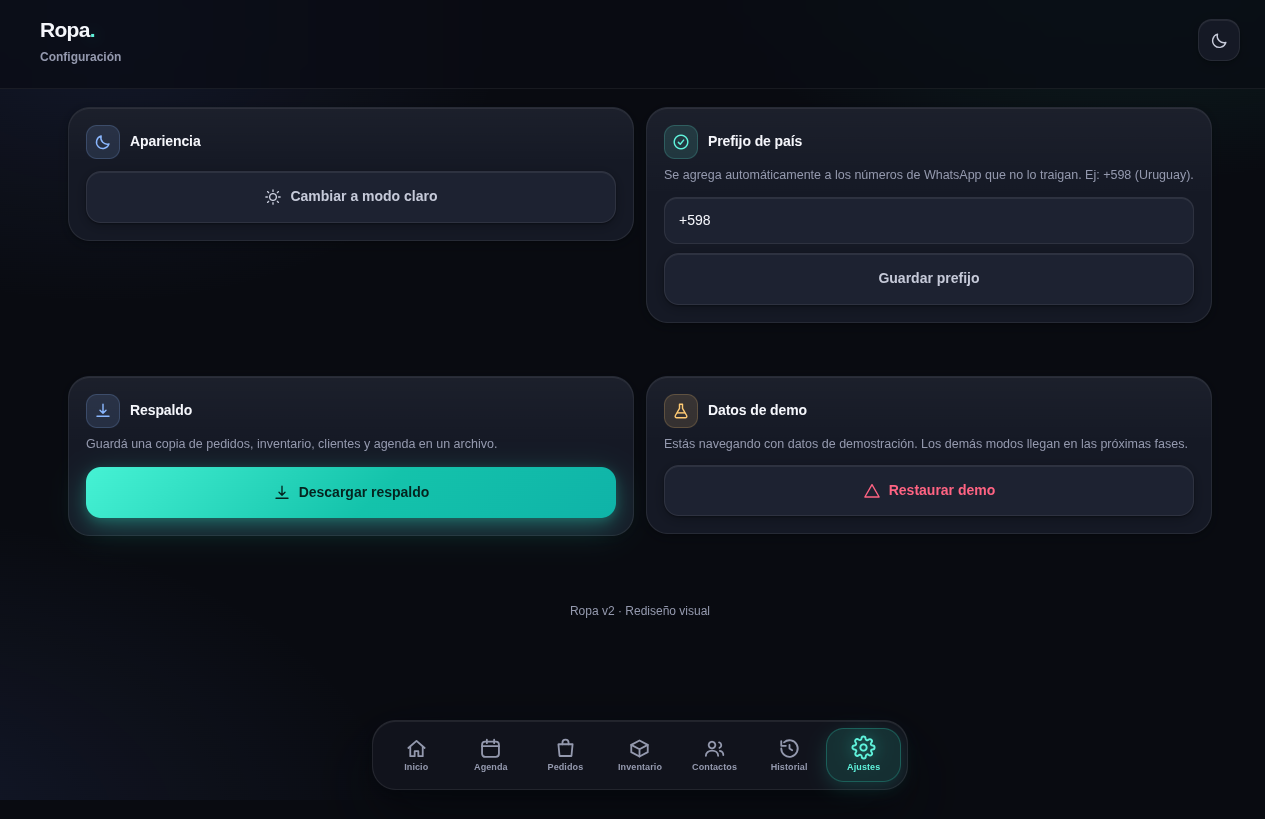 Ropa.
Configuración
Apariencia
Cambiar a modo claro
Prefijo de país
Se agrega automáticamente a los números de WhatsApp que no lo traigan. Ej: +598 (Uruguay).
+598
Guardar prefijo
Respaldo
Guardá una copia de pedidos, inventario, clientes y agenda en un archivo.
Descargar respaldo
Datos de demo
Estás navegando con datos de demostración. Los demás modos llegan en las próximas fases.
Restaurar demo
Ropa v2 · Rediseño visual
Inicio
Agenda
Pedidos
Inventario
Contactos
Historial
Ajustes